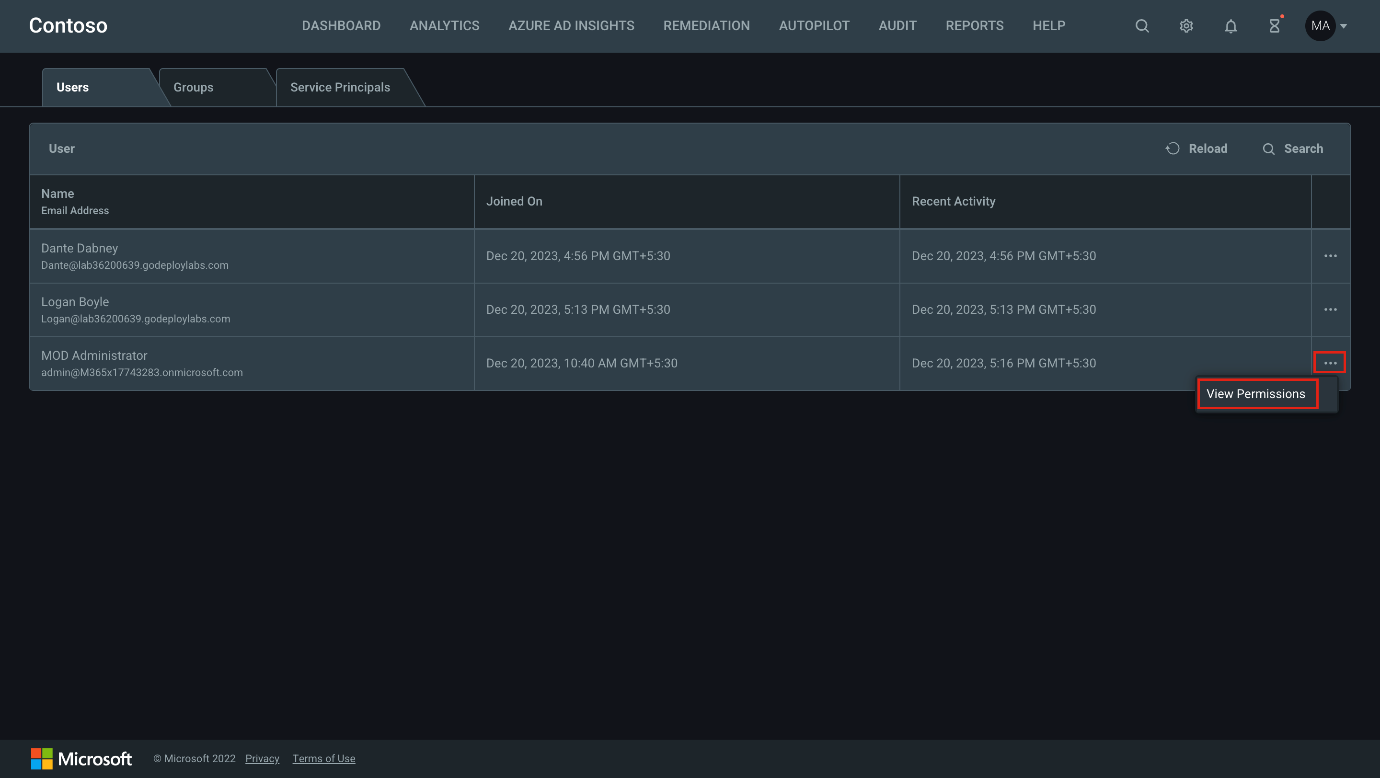 Contoso
DASHBOARD ANALYTICS AZURE AD INSIGHTS REMEDIATION AUTOPILOT AUDIT REPORTS HELP
MA
Users Groups Service Principals
User Reload Search
Name
Email Address
Joined On Recent Activity
Dante Dabney
Dante@lab36200639.godeploylabs.com
Dec 20, 2023, 4:56 PM GMT+5:30 Dec 20, 2023, 4:56 PM GMT+5:30
Logan Boyle
Logan@lab36200639.godeploylabs.com
Dec 20, 2023, 5:13 PM GMT+5:30 Dec 20, 2023, 5:13 PM GMT+5:30
MOD Administrator
admin@M365x17743283.onmicrosoft.com
Dec 20, 2023, 10:40 AM GMT+5:30 Dec 20, 2023, 5:16 PM GMT+5:30
View Permissions
Microsoft © Microsoft 2022 Privacy Terms of Use